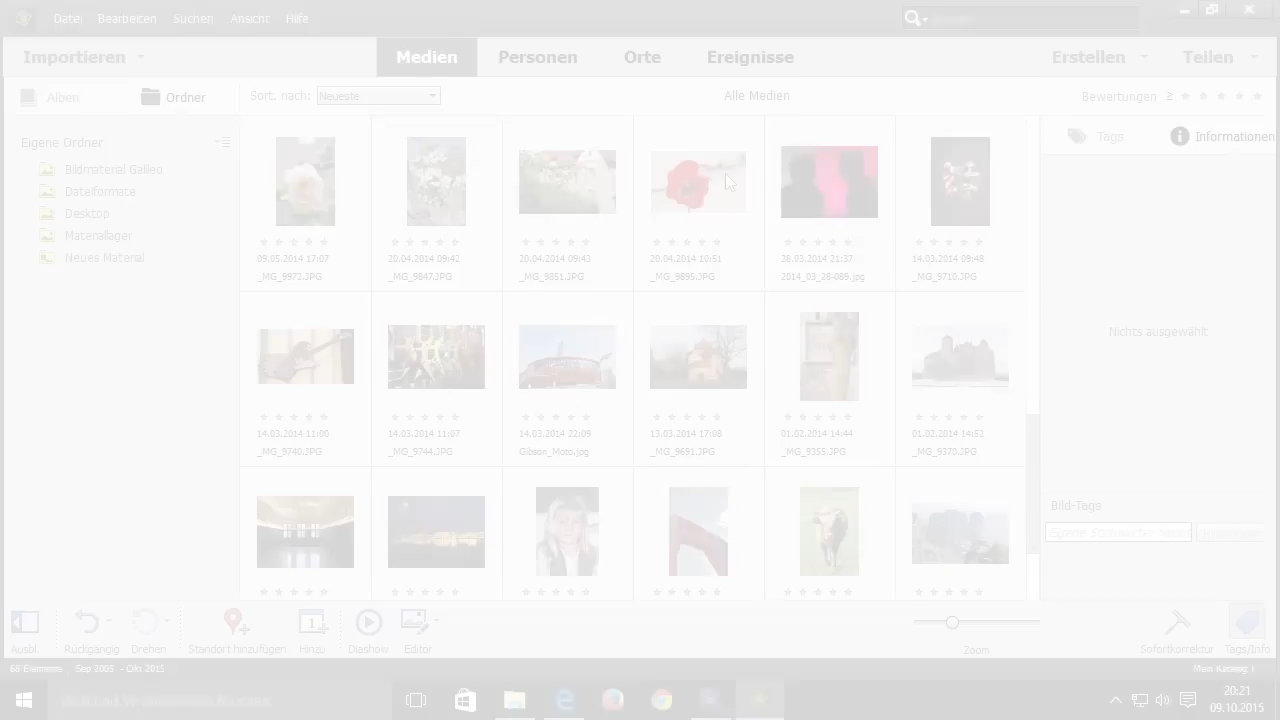 Datei Bearbeiten Suchen Ansicht Hilfe
Importieren Medien Personen Orte Ereignisse Erstellen Teilen
Alben Ordner Sort. nach: Neueste Alle Medien Bewertungen ≥
Tags Informationen
Eigene Ordner
Bildmaterial Galileo
Dateiformate
Desktop
Materiallager
Neues Material
09.05.2014 17:07 20.04.2014 09:42 20.04.2014 09:43 20.04.2014 10:51 28.03.2014 21:37 14.03.2014 09:48
_MG_9972.JPG _MG_9847.JPG _MG_9851.JPG _MG_9895.JPG 2014_03_28-089.jpg _MG_9710.JPG
Nichts ausgewählt
14.03.2014 11:00 14.03.2014 11:07 14.03.2014 22:09 13.03.2014 17:08 01.02.2014 14:44 01.02.2014 14:52
_MG_9740.JPG _MG_9744.JPG Gibson_Moto.jpg _MG_9691.JPG _MG_9355.JPG _MG_9370.JPG
Bild-Tags
1
Ausbl. Rückgängig Drehen Standort hinzufügen Hinzu Diashow Editor Zoom Sofortkorrektur Tags/Info
66 Elemente Sep 2005 - Okt 2015
20:21
09.10.2015